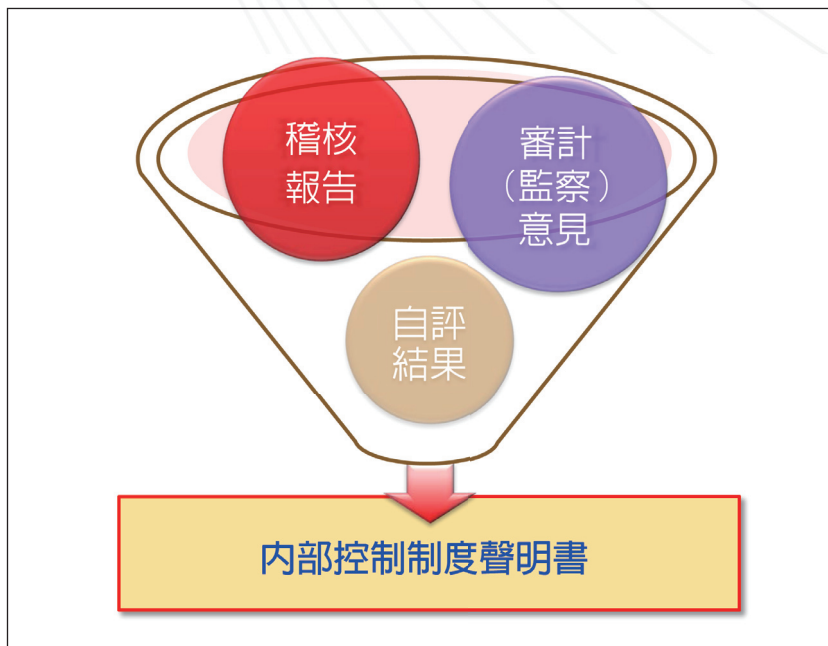 稽核
報告
審計
（監察）
意見
自評
結果
內部控制制度聲明書